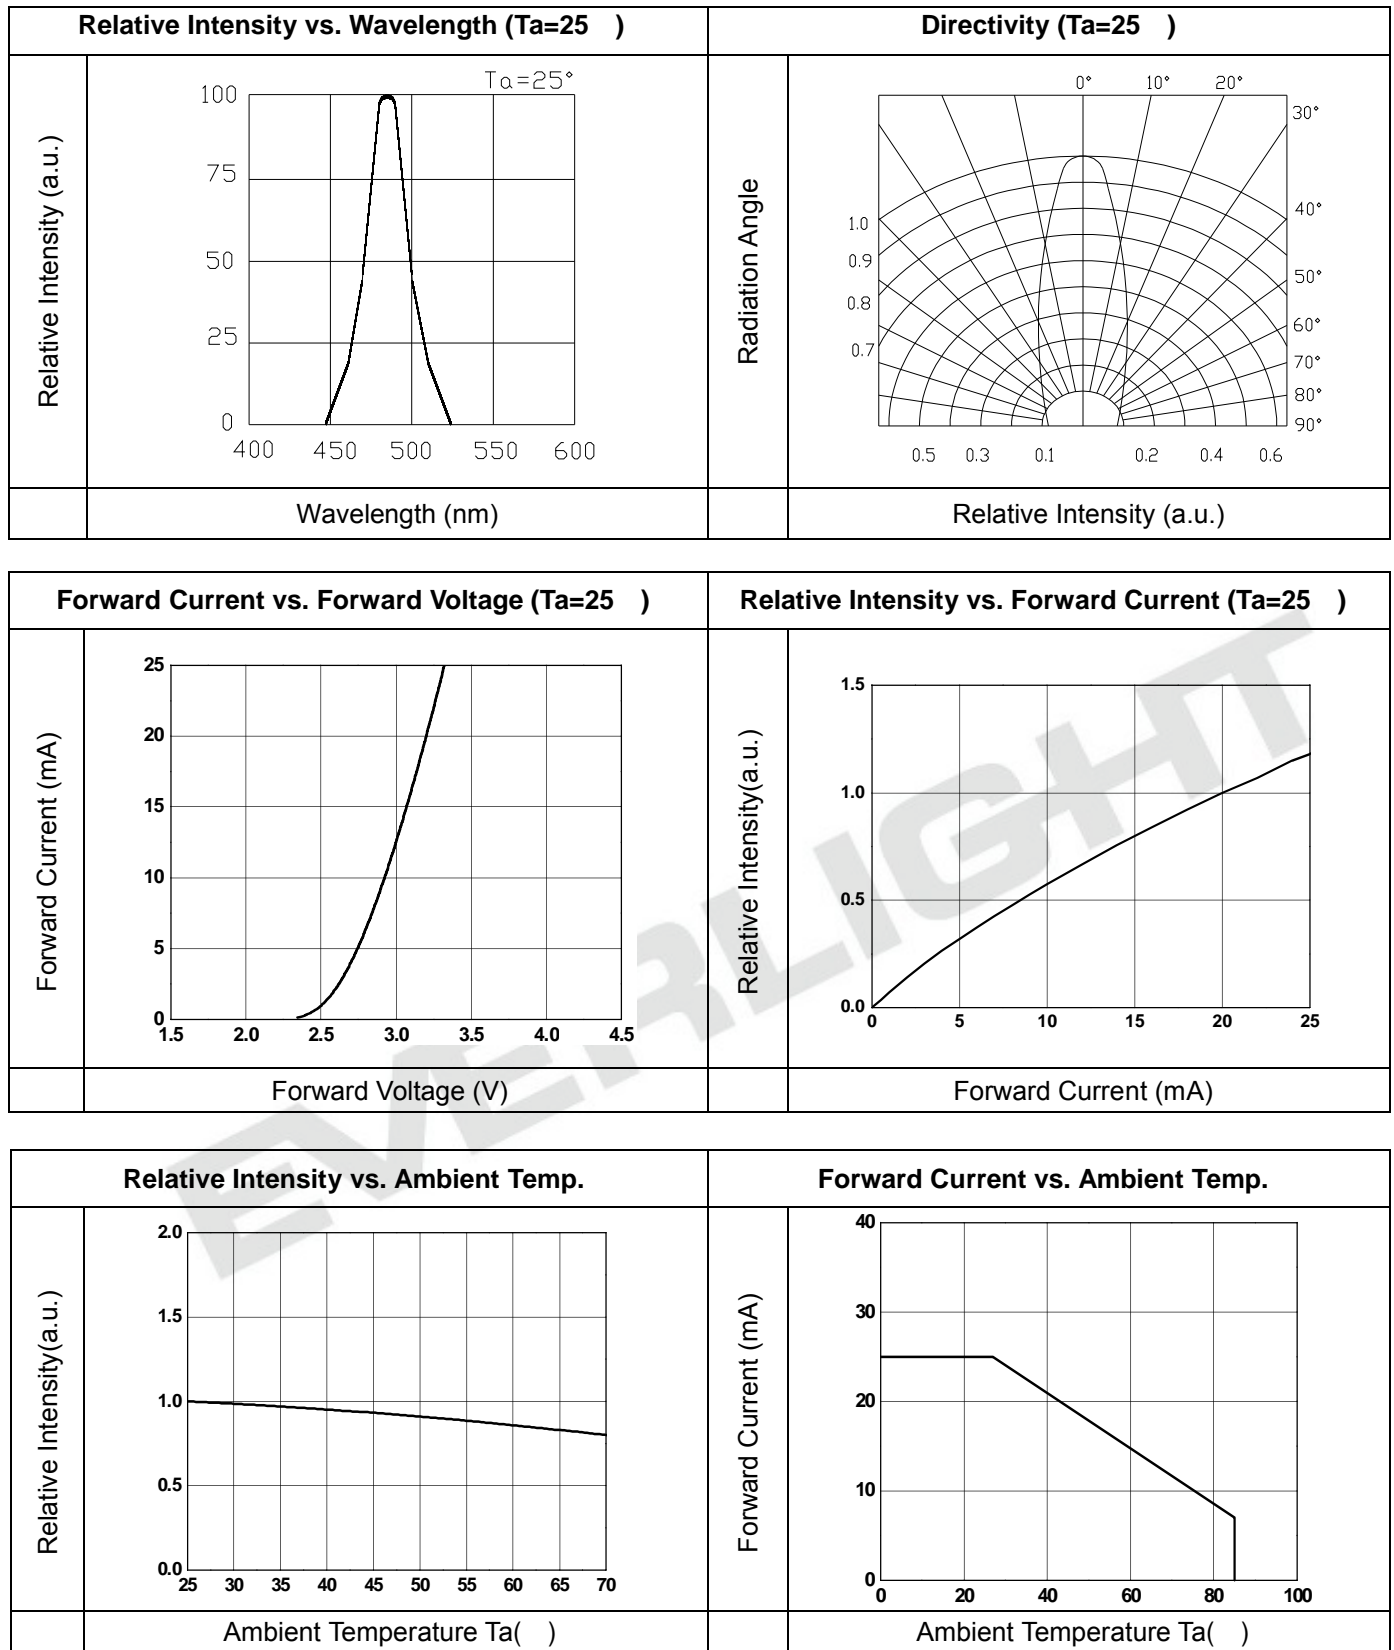 Relative Intensity vs. Wavelength (Ta=25 )
Directivity (Ta=25 )
Relative Intensity (a.u.)
Ta=25°
100
75
50
25
0
400 450 500 550 600
Wavelength (nm)
Radiation Angle
0° 10° 20°
30°
40°
50°
60°
70°
80°
90°
1.0
0.9
0.8
0.7
0.5 0.3 0.1 0.2 0.4 0.6
Relative Intensity (a.u.)
Forward Current vs. Forward Voltage (Ta=25 )
Relative Intensity vs. Forward Current (Ta=25 )
Forward Current (mA)
25
20
15
10
5
0
1.5 2.0 2.5 3.0 3.5 4.0 4.5
Forward Voltage (V)
Relative Intensity(a.u.)
1.5
1.0
0.5
0.0
0 5 10 15 20 25
Forward Current (mA)
EVERLIGHT
Relative Intensity vs. Ambient Temp.
Forward Current vs. Ambient Temp.
Relative Intensity(a.u.)
2.0
1.5
1.0
0.5
0.0
25 30 35 40 45 50 55 60 65 70
Ambient Temperature Ta( )
Forward Current (mA)
40
30
20
10
0
0 20 40 60 80 100
Ambient Temperature Ta( )